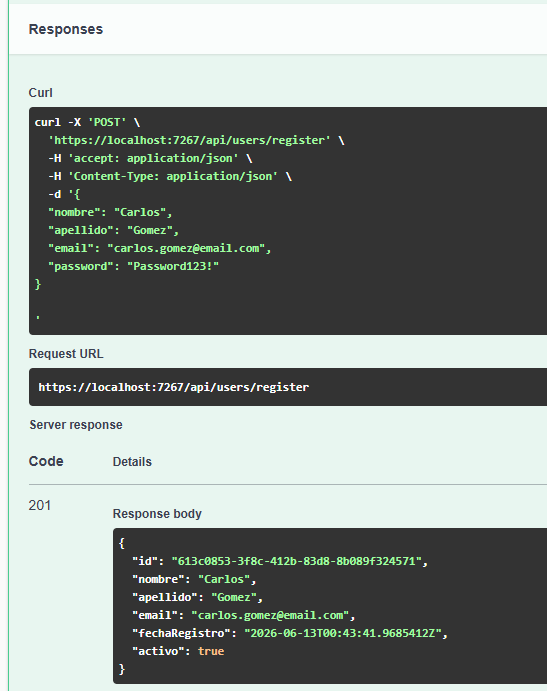 Responses
Curl
curl -X 'POST' \
'https://localhost:7267/api/users/register' \
-H 'accept: application/json' \
-H 'Content-Type: application/json' \
-d '{
"nombre": "Carlos",
"apellido": "Gomez",
"email": "carlos.gomez@email.com",
"password": "Password123!"
}
'
Request URL
https://localhost:7267/api/users/register
Server response
Code Details
201
Response body
{
"id": "613c0853-3f8c-412b-83d8-8b089f324571",
"nombre": "Carlos",
"apellido": "Gomez",
"email": "carlos.gomez@email.com",
"fechaRegistro": "2026-06-13T00:43:41.9685412Z",
"activo": true
}